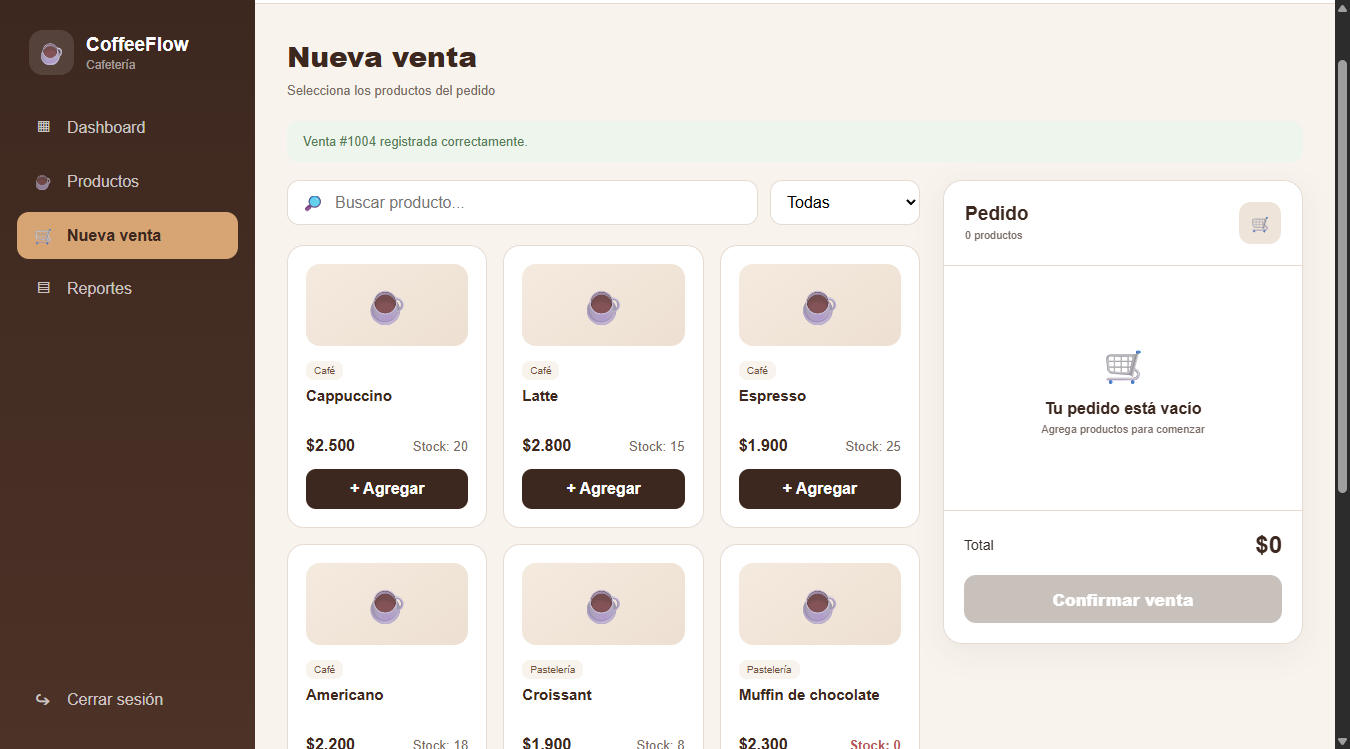 CoffeeFlow
Cafetería
Dashboard
Productos
Nueva venta
Reportes
Cerrar sesión
Nueva venta
Selecciona los productos del pedido
Venta #1004 registrada correctamente.
Buscar producto...
Todas
Café
Cappuccino
$2.500 Stock: 20
+ Agregar
Café
Latte
$2.800 Stock: 15
+ Agregar
Café
Espresso
$1.900 Stock: 25
+ Agregar
Café
Americano
$2.200 Stock: 18
Pastelería
Croissant
$1.900 Stock: 8
Pastelería
Muffin de chocolate
$2.300 Stock: 0
Pedido
0 productos
Tu pedido está vacío
Agrega productos para comenzar
Total $0
Confirmar venta